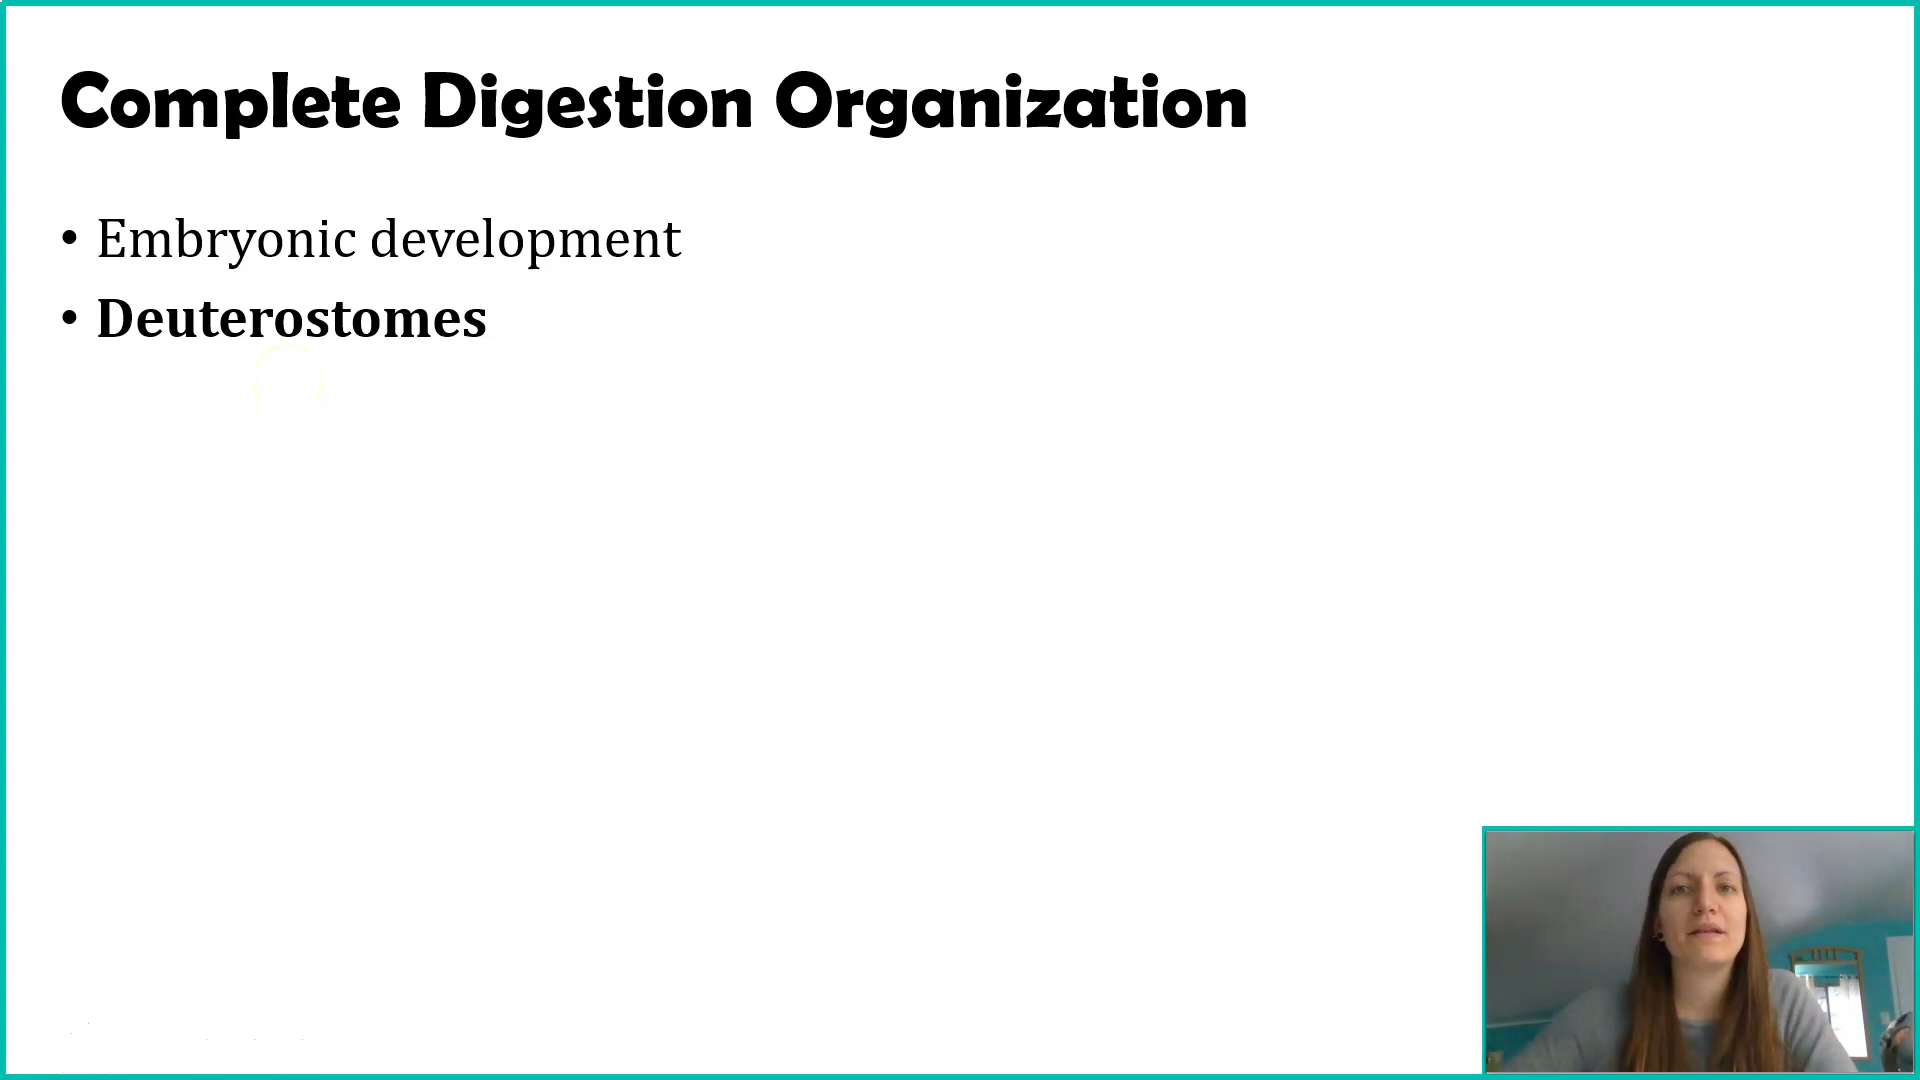 Complete Digestion Organization
• Embryonic development
• Deuterostomes